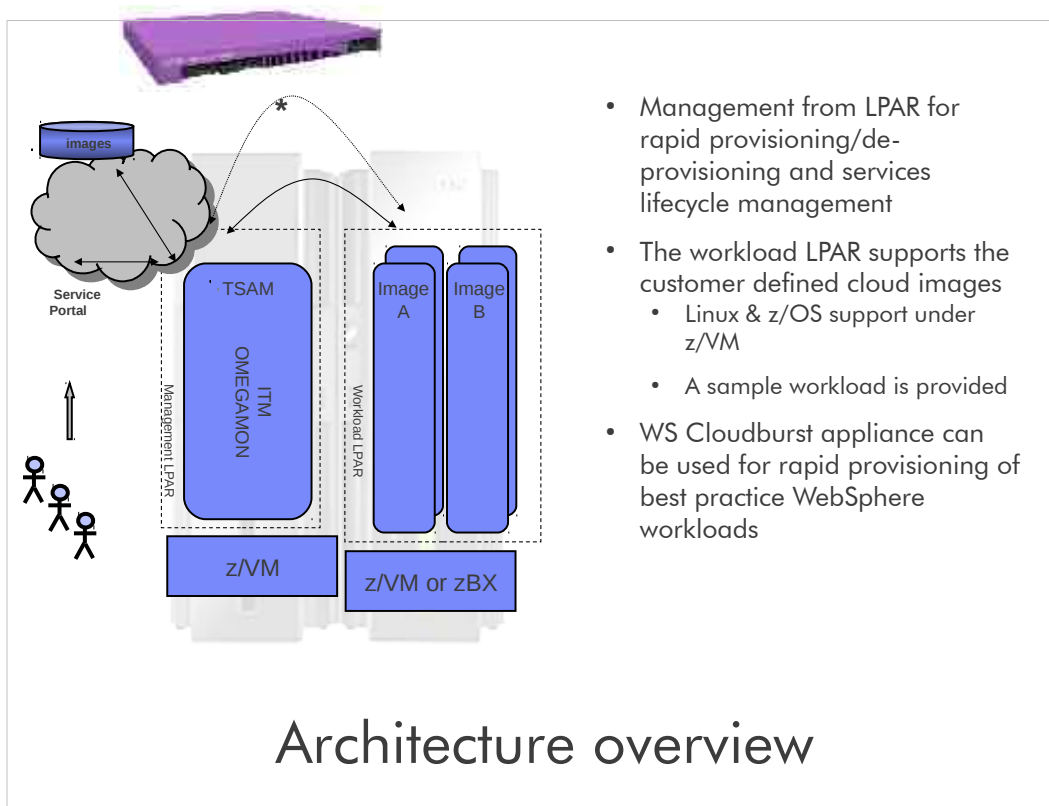 *
images
Service
Portal
TSAM
ITM
OMEGAMON
Management LPAR
Image
A
Image
B
Workload LPAR
z/VM
z/VM or zBX
• Management from LPAR for
rapid provisioning/de-
provisioning and services
lifecycle management
• The workload LPAR supports the
customer defined cloud images
• Linux & z/OS support under
z/VM
• A sample workload is provided
• WS Cloudburst appliance can
be used for rapid provisioning of
best practice WebSphere
workloads
Architecture overview